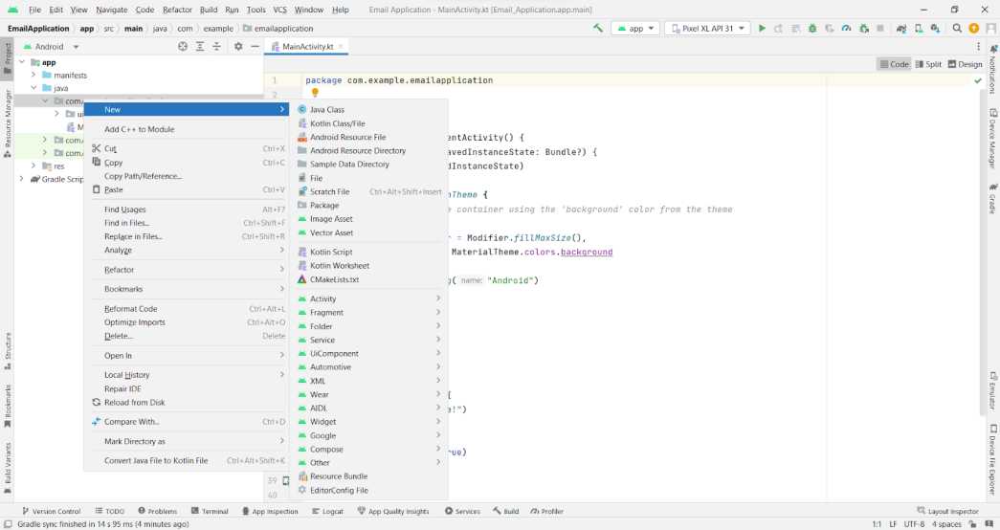 File Edit View Navigate Code Refactor Build Run Tools VCS Window Help Email Application - MainActivity.kt [Email_Application.app.main]
EmailApplication app src main java com example emailapplication app Pixel XL API 31
Project
Android
MainActivity.kt
Code Split Design
Notifications
app
manifests
java
com.
ui
M
com.
com.
res
Gradle Scrip
Resource Manager
Structure
Bookmarks
Build Variants
1 package com.example.emailapplication
2
entActivity() {
avedInstanceState: Bundle?) {
dInstanceState)
nTheme {
e container using the 'background' color from the theme
r = Modifier.fillMaxSize(),
MaterialTheme.colors.background
g( name: "Android")
{
e!")
rue)
39
48
New
Add C++ to Module
Cut Ctrl+X
Copy Ctrl+C
Copy Path/Reference...
Paste Ctrl+V
Find Usages Alt+F7
Find in Files... Ctrl+Shift+F
Replace in Files... Ctrl+Shift+R
Analyze
Refactor
Bookmarks
Reformat Code Ctrl+Alt+L
Optimize Imports Ctrl+Alt+O
Delete... Delete
Open In
Local History
Repair IDE
Reload from Disk
Compare With... Ctrl+D
Mark Directory as
Convert Java File to Kotlin File Ctrl+Alt+Shift+K
Java Class
Kotlin Class/File
Android Resource File
Android Resource Directory
Sample Data Directory
File
Scratch File Ctrl+Alt+Shift+Insert
Package
Image Asset
Vector Asset
Kotlin Script
Kotlin Worksheet
CMakeLists.txt
Activity
Fragment
Folder
Service
UiComponent
Automotive
XML
Wear
AIDL
Widget
Google
Compose
Other
Resource Bundle
EditorConfig File
Device Manager
Gradle
Emulator
Device File Explorer
Version Control TODO Problems Terminal App Inspection Logcat App Quality Insights Services Build Profiler Layout Inspector
Gradle sync finished in 14 s 95 ms (4 minutes ago) 1:1 LF UTF-8 4 spaces